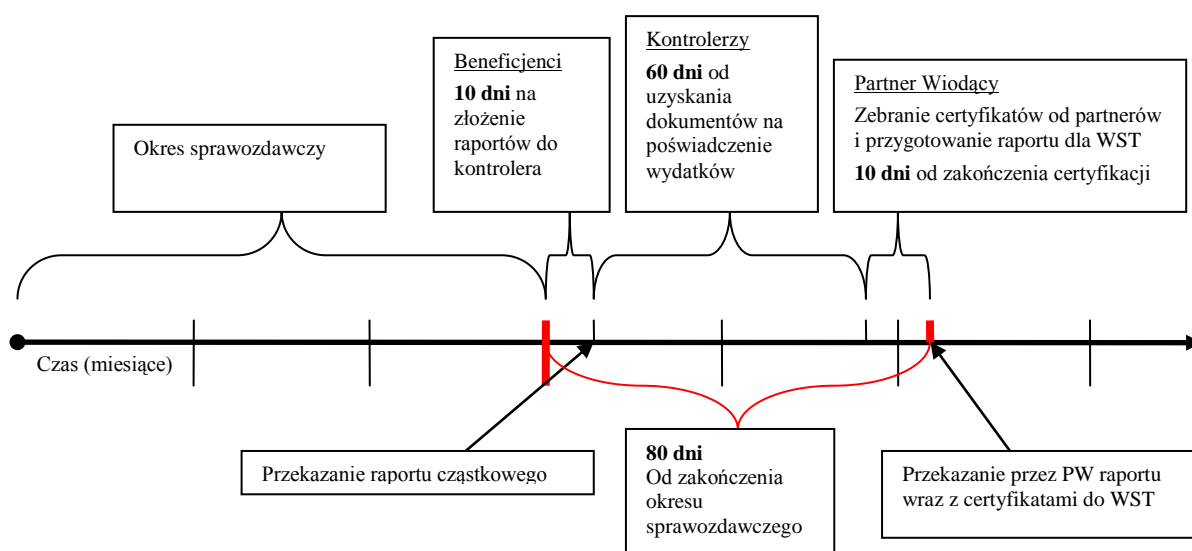 Okres sprawozdawczy
Beneficjenci
10 dni na
złożenie
raportów do
kontrolera
Kontrolerzy
60 dni od
uzyskania
dokumentów na
poświadczenie
wydatków
Partner Wiodący
Zebranie certyfikatów od partnerów
i przygotowanie raportu dla WST
10 dni od zakończenia certyfikacji
Czas (miesiące)
Przekazanie raportu cząstkowego
80 dni
Od zakończenia
okresu
sprawozdawczego
Przekazanie przez PW raportu
wraz z certyfikatami do WST